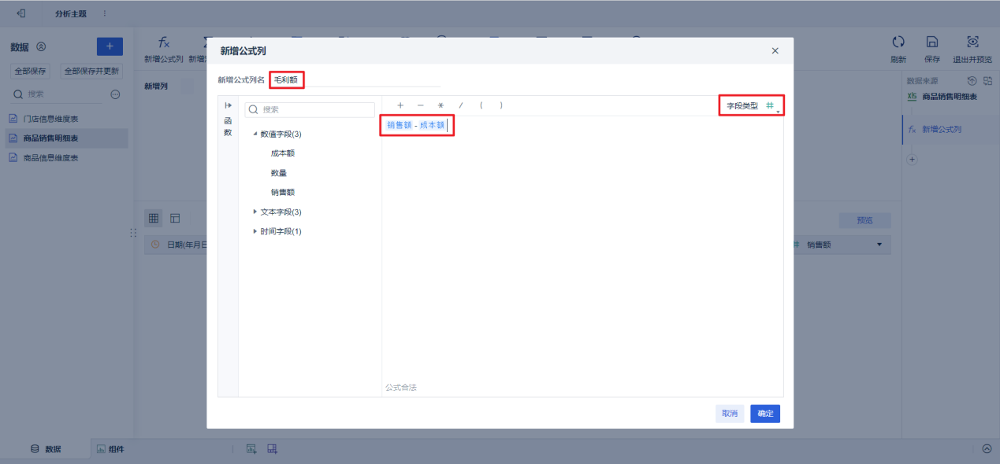 分析主题
数据
新增公式列
新增
刷新
保存
退出并预览
全部保存
全部保存并更新
搜索
门店信息维度表
商品销售明细表
商品信息维度表
新增列
日期(年月日
新增公式列
新增公式列名 毛利额
函数
搜索
数值字段(3)
成本额
数量
销售额
文本字段(3)
时间字段(1)
+ − * / ( )
字段类型
销售额 - 成本额
公式合法
取消 确定
预览
销售额
数据来源
XLS 商品销售明细表
fx 新增公式列
数据
组件